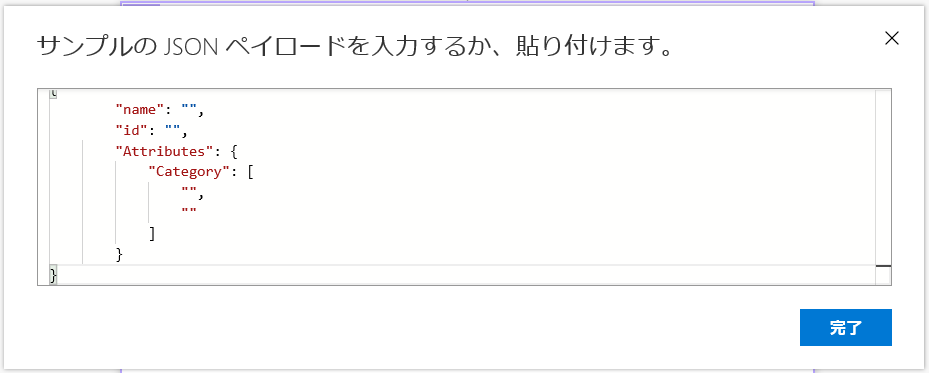 サンプルの JSON ペイロードを入力するか、貼り付けます。
{
"name": "",
"id": "",
"Attributes": {
"Category": [
"",
""
]
}
}
完了